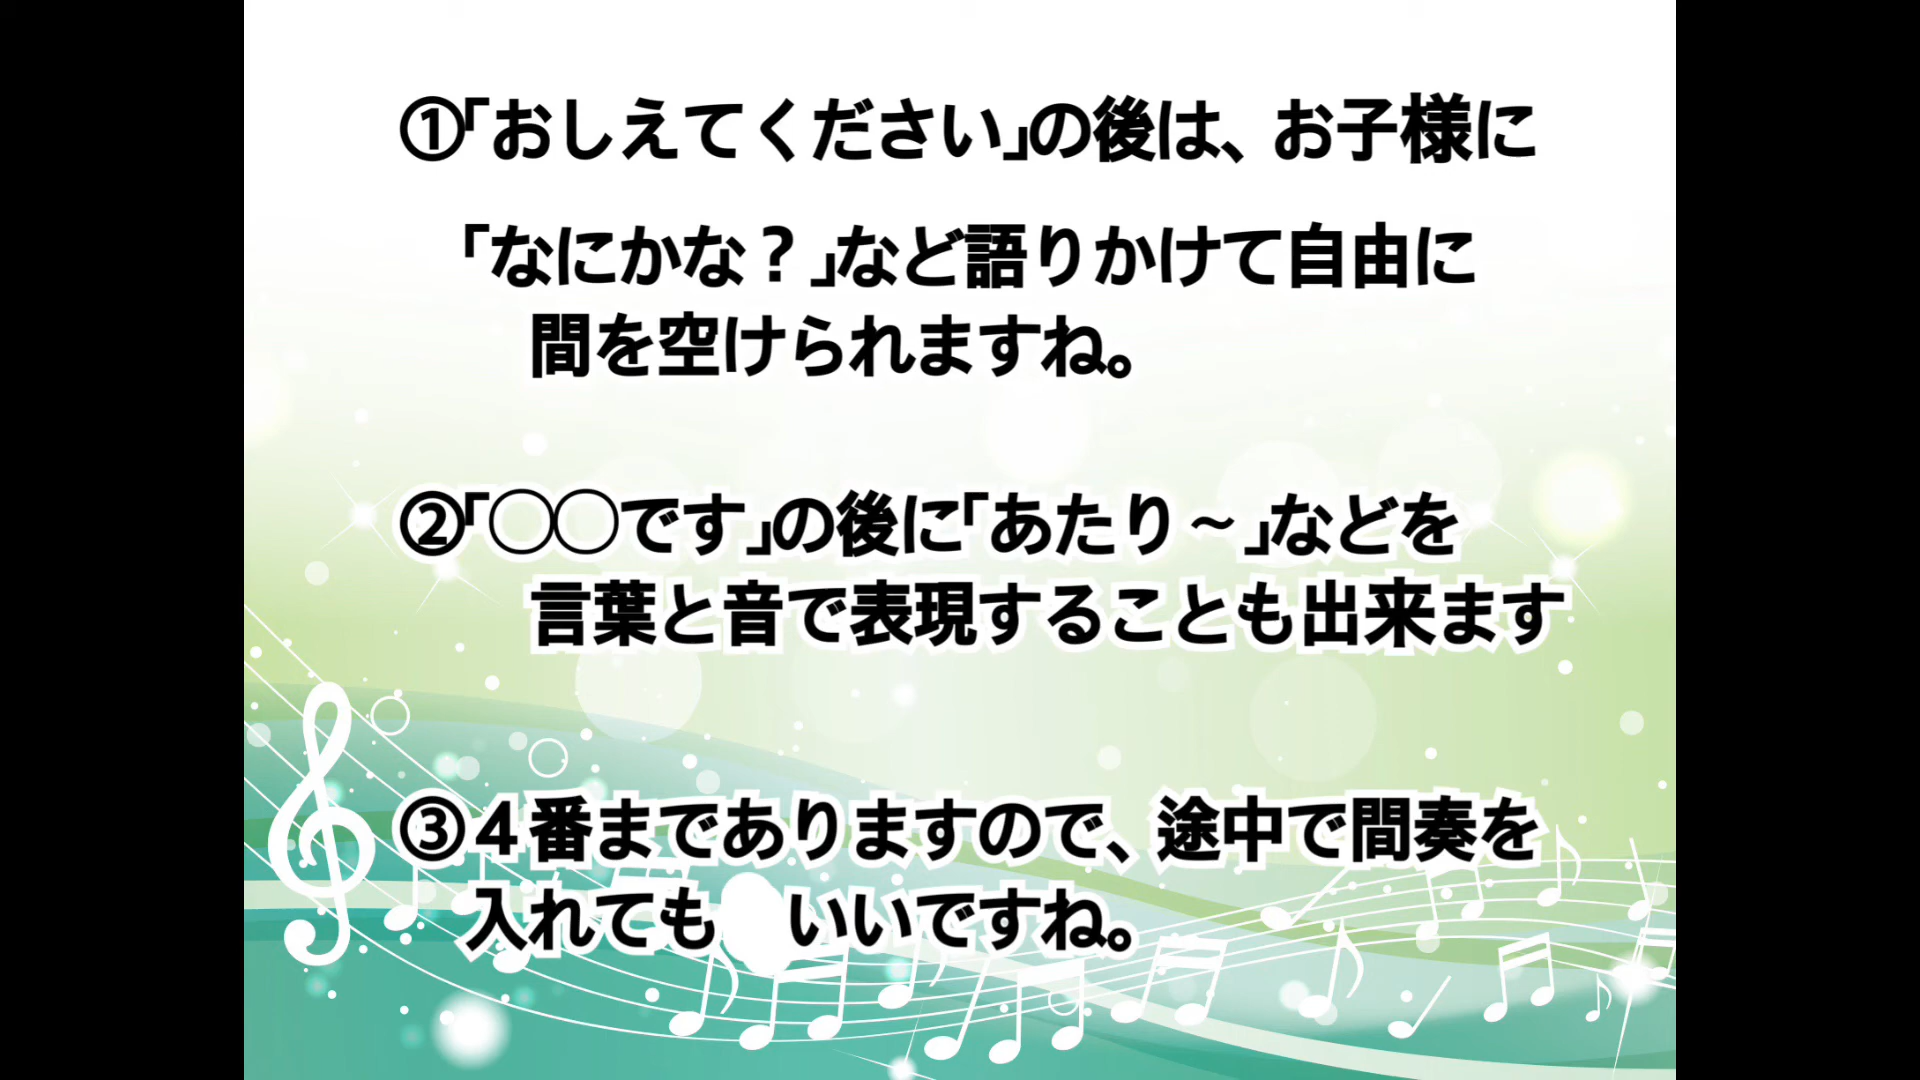 ①「おしえてください」の後は、お子様に
「なにかな？」など語りかけて自由に
間を空けられますね。
②「◯◯です」の後に「あたり～」などを
言葉と音で表現することも出来ます
③４番までありますので、途中で間奏を
入れても　いいですね。